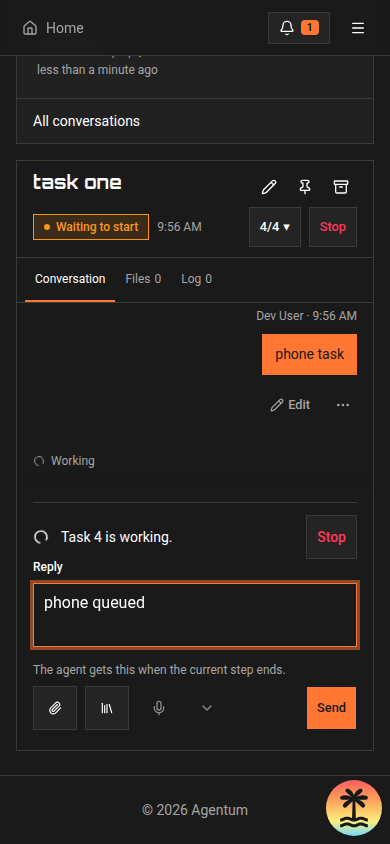 Home
1
less than a minute ago
All conversations
task one
Waiting to start 9:56 AM 4/4 ▾ Stop
Conversation Files 0 Log 0
Dev User · 9:56 AM
phone task
Edit ···
Working
Task 4 is working. Stop
Reply
phone queued
The agent gets this when the current step ends.
Send
© 2026 Agentum